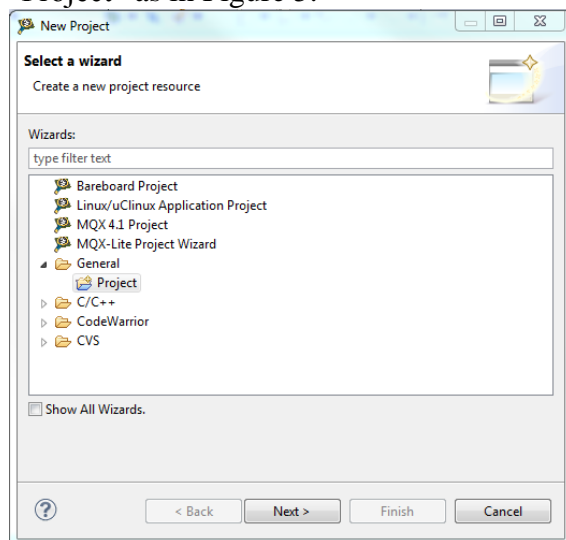 Project" as in Figure 3.
New Project
Select a wizard
Create a new project resource
Wizards:
type filter text
Bareboard Project
Linux/uClinux Application Project
MQX 4.1 Project
MQX-Lite Project Wizard
General
Project
C/C++
CodeWarrior
CVS
Show All Wizards.
< Back Next > Finish Cancel